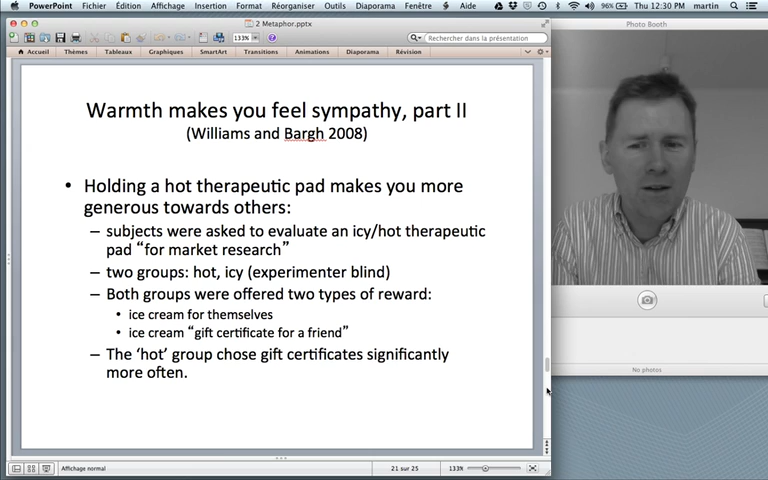 PowerPoint Fichier Édition Affichage Insertion Format Réorganiser Outils Diaporama Fenêtre Aide 96% Thu 12:30 PM martin
2 Metaphor.pptx
133% Rechercher dans la présentation
Accueil Thèmes Tableaux Graphiques SmartArt Transitions Animations Diaporama Révision
Photo Booth
Warmth makes you feel sympathy, part II
(Williams and Bargh 2008)
• Holding a hot therapeutic pad makes you more
generous towards others:
– subjects were asked to evaluate an icy/hot therapeutic
pad “for market research”
– two groups: hot, icy (experimenter blind)
– Both groups were offered two types of reward:
• ice cream for themselves
• ice cream “gift certificate for a friend”
– The ‘hot’ group chose gift certificates significantly
more often.
No photos
Affichage normal 21 sur 25 133%